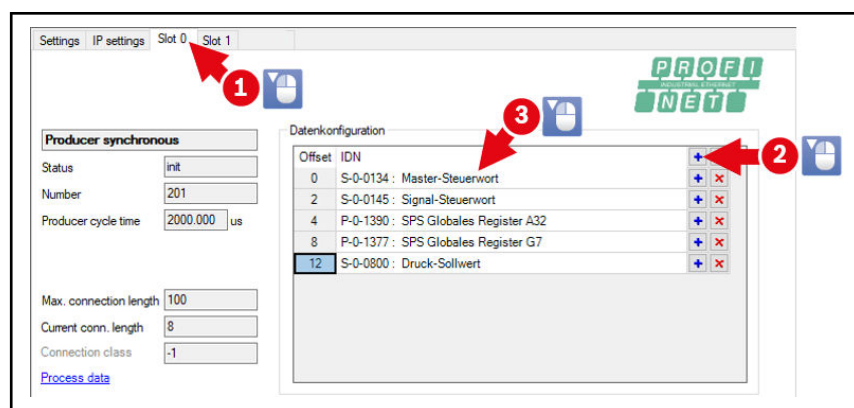 Settings IP settings Slot 0 Slot 1
1
PROFI
INDUSTRIAL ETHERNET
NET
3
Producer synchronous
Datenkonfiguration
Offset IDN
+
2
Status init
0 S-0-0134 : Master-Steuerwort + x
Number 201
2 S-0-0145 : Signal-Steuerwort + x
Producer cycle time 2000.000 us
4 P-0-1390 : SPS Globales Register A32 + x
8 P-0-1377 : SPS Globales Register G7 + x
12 S-0-0800 : Druck-Sollwert + x
Max. connection length 100
Current conn. length 8
Connection class -1
Process data